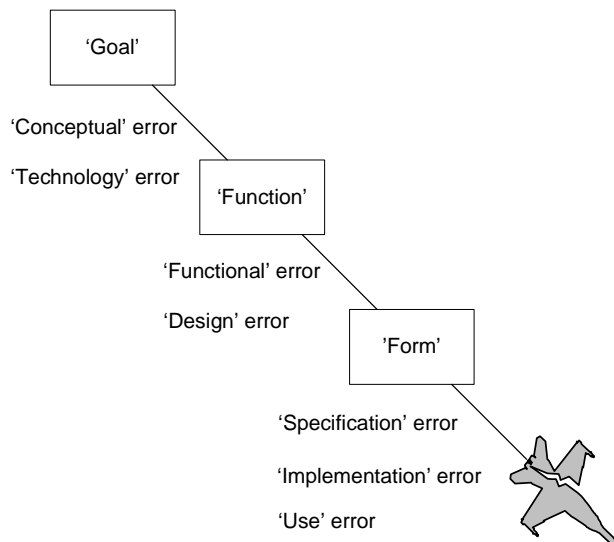 ‘Goal’
‘Conceptual’ error
‘Technology’ error
‘Function’
‘Functional’ error
‘Design’ error
’Form’
‘Specification’ error
‘Implementation’ error
‘Use’ error